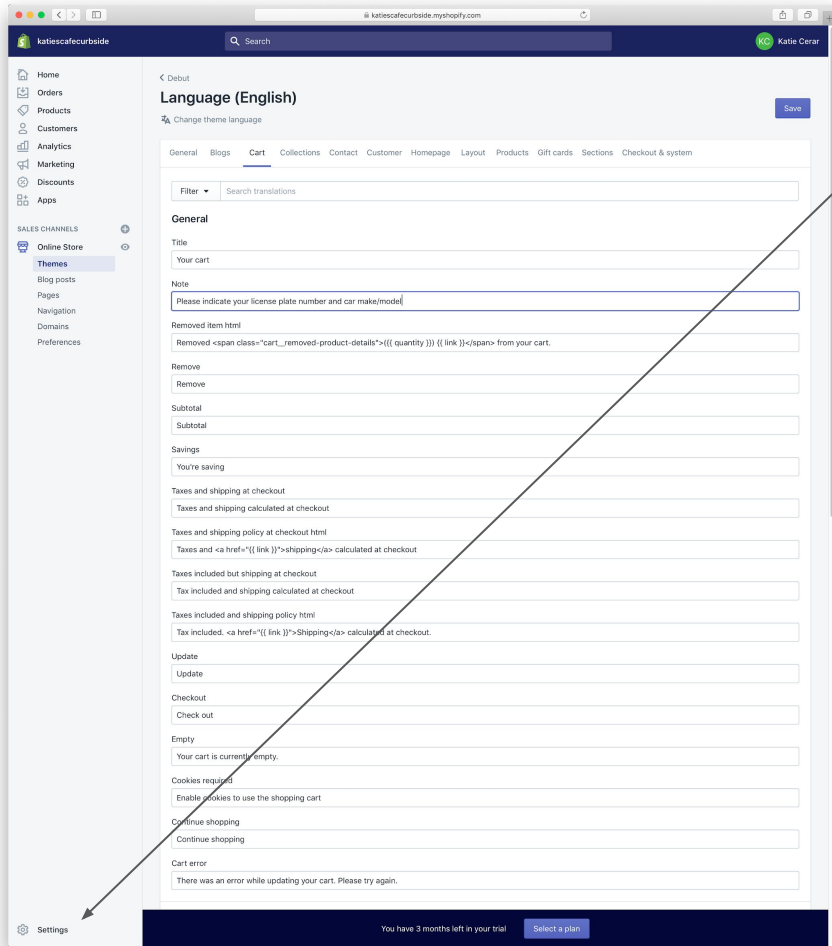 katiescafecurbside.myshopify.com
katiescafecurbside
Search
KC Katie Cerar
Home
Orders
Products
Customers
Analytics
Marketing
Discounts
Apps
SALES CHANNELS
Online Store
Themes
Blog posts
Pages
Navigation
Domains
Preferences
Settings
Debut
Language (English)
Change theme language
Save
General Blogs Cart Collections Contact Customer Homepage Layout Products Gift cards Sections Checkout & system
Filter Search translations
General
Title
Your cart
Note
Please indicate your license plate number and car make/model
Removed item html
Removed <span class="cart__removed-product-details">({{ quantity }}) {{ link }}</span> from your cart.
Remove
Remove
Subtotal
Subtotal
Savings
You're saving
Taxes and shipping at checkout
Taxes and shipping calculated at checkout
Taxes and shipping policy at checkout html
Taxes and <a href="{{ link }}">shipping</a> calculated at checkout
Taxes included but shipping at checkout
Tax included and shipping calculated at checkout
Taxes included and shipping policy html
Tax included. <a href="{{ link }}">Shipping</a> calculated at checkout.
Update
Update
Checkout
Check out
Empty
Your cart is currently empty.
Cookies required
Enable cookies to use the shopping cart
Continue shopping
Continue shopping
Cart error
There was an error while updating your cart. Please try again.
You have 3 months left in your trial Select a plan